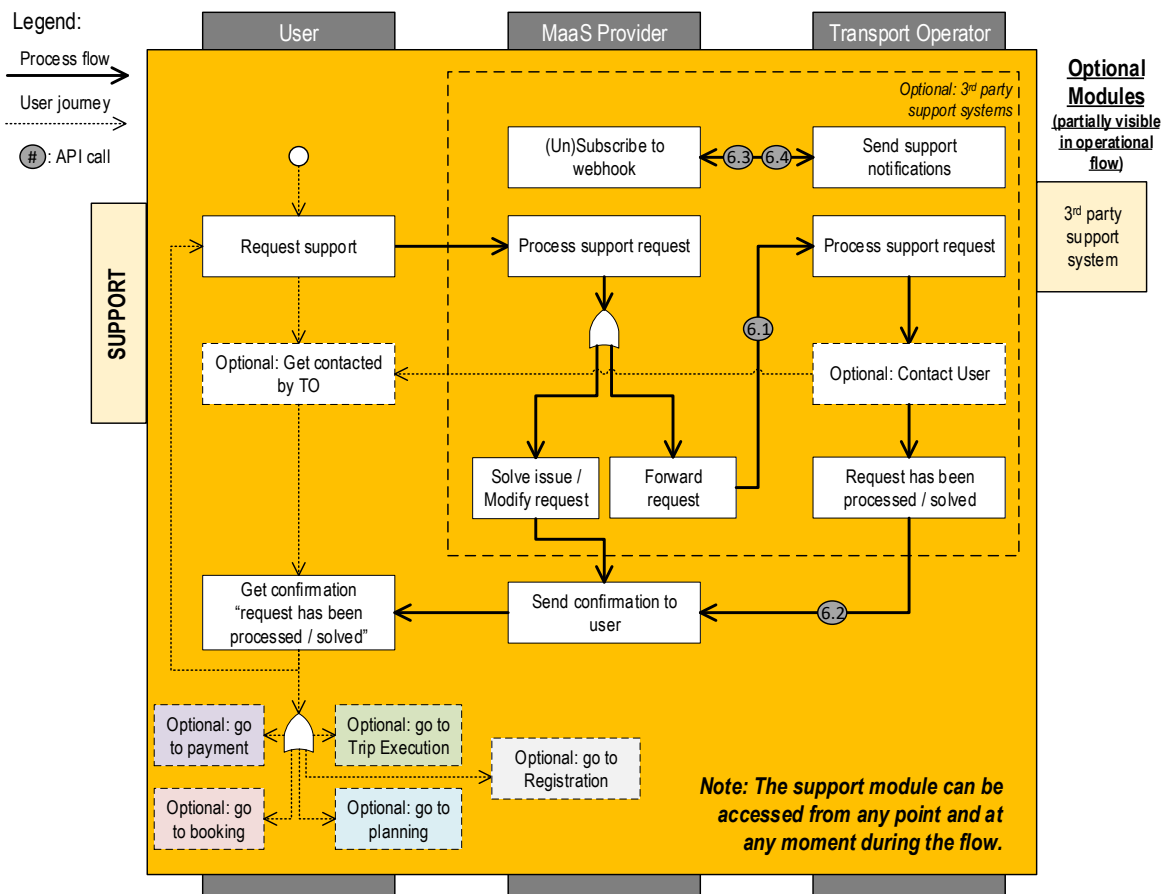 Legend:
Process flow
User journey
#: API call
User
MaaS Provider
Transport Operator
Optional: 3rd party
support systems
Optional
Modules
(partially visible
in operational
flow)
(Un)Subscribe to
webhook
6.3
6.4
Send support
notifications
3rd party
support
system
SUPPORT
Request support
Process support request
Process support request
6.1
Optional: Get contacted
by TO
Optional: Contact User
Solve issue /
Modify request
Forward
request
Request has been
processed / solved
Get confirmation
“request has been
processed / solved”
Send confirmation to
user
6.2
Optional: go
to payment
Optional: go to
Trip Execution
Optional: go to
Registration
Optional: go
to booking
Optional: go to
planning
Note: The support module can be
accessed from any point and at
any moment during the flow.